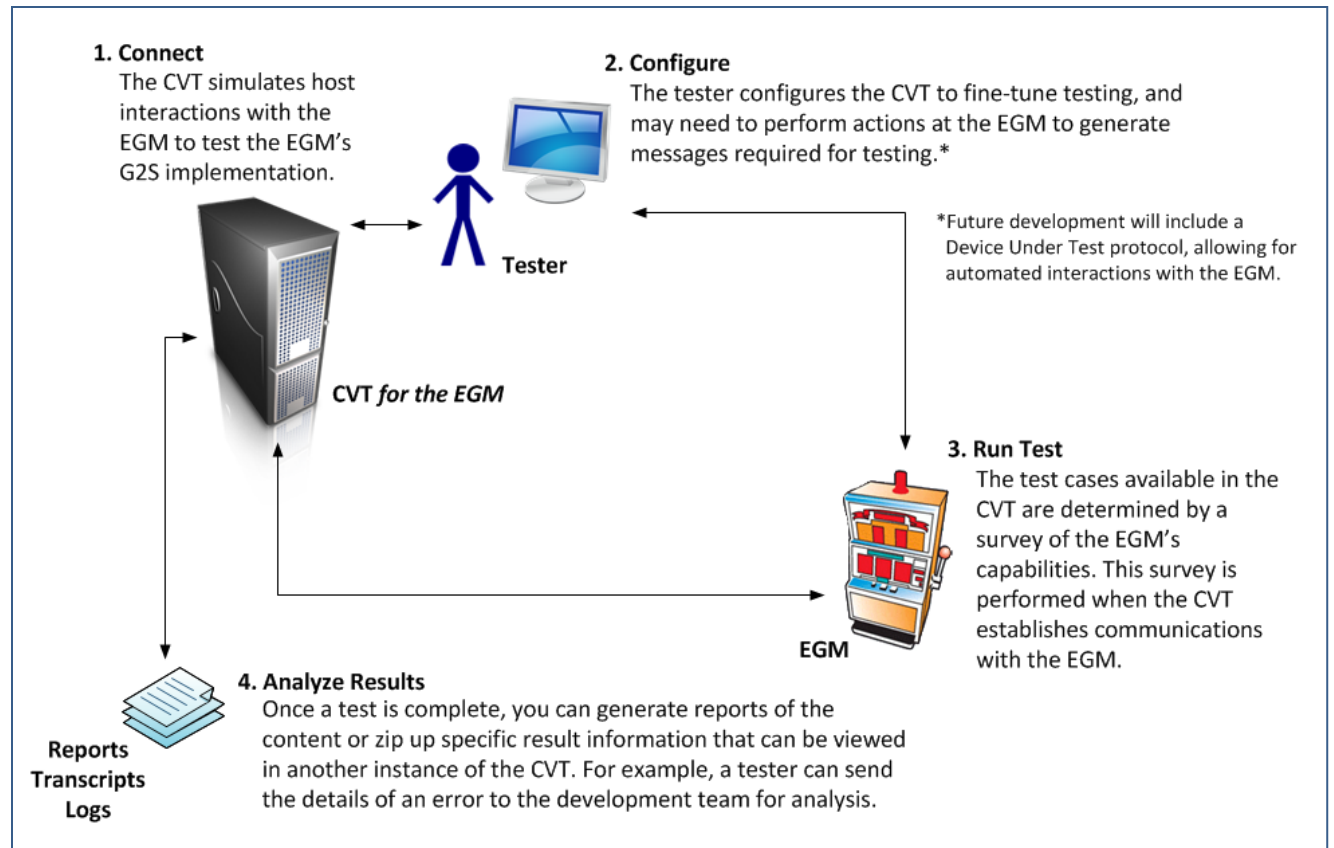 1. Connect
The CVT simulates host
interactions with the
EGM to test the EGM's
G2S implementation.
2. Configure
The tester configures the CVT to fine-tune testing, and
may need to perform actions at the EGM to generate
messages required for testing.*
*Future development will include a
Device Under Test protocol, allowing for
automated interactions with the EGM.
Tester
CVT for the EGM
3. Run Test
The test cases available in the
CVT are determined by a
survey of the EGM's
capabilities. This survey is
performed when the CVT
establishes communications
with the EGM.
EGM
4. Analyze Results
Once a test is complete, you can generate reports of the
content or zip up specific result information that can be viewed
in another instance of the CVT. For example, a tester can send
the details of an error to the development team for analysis.
Reports
Transcripts
Logs